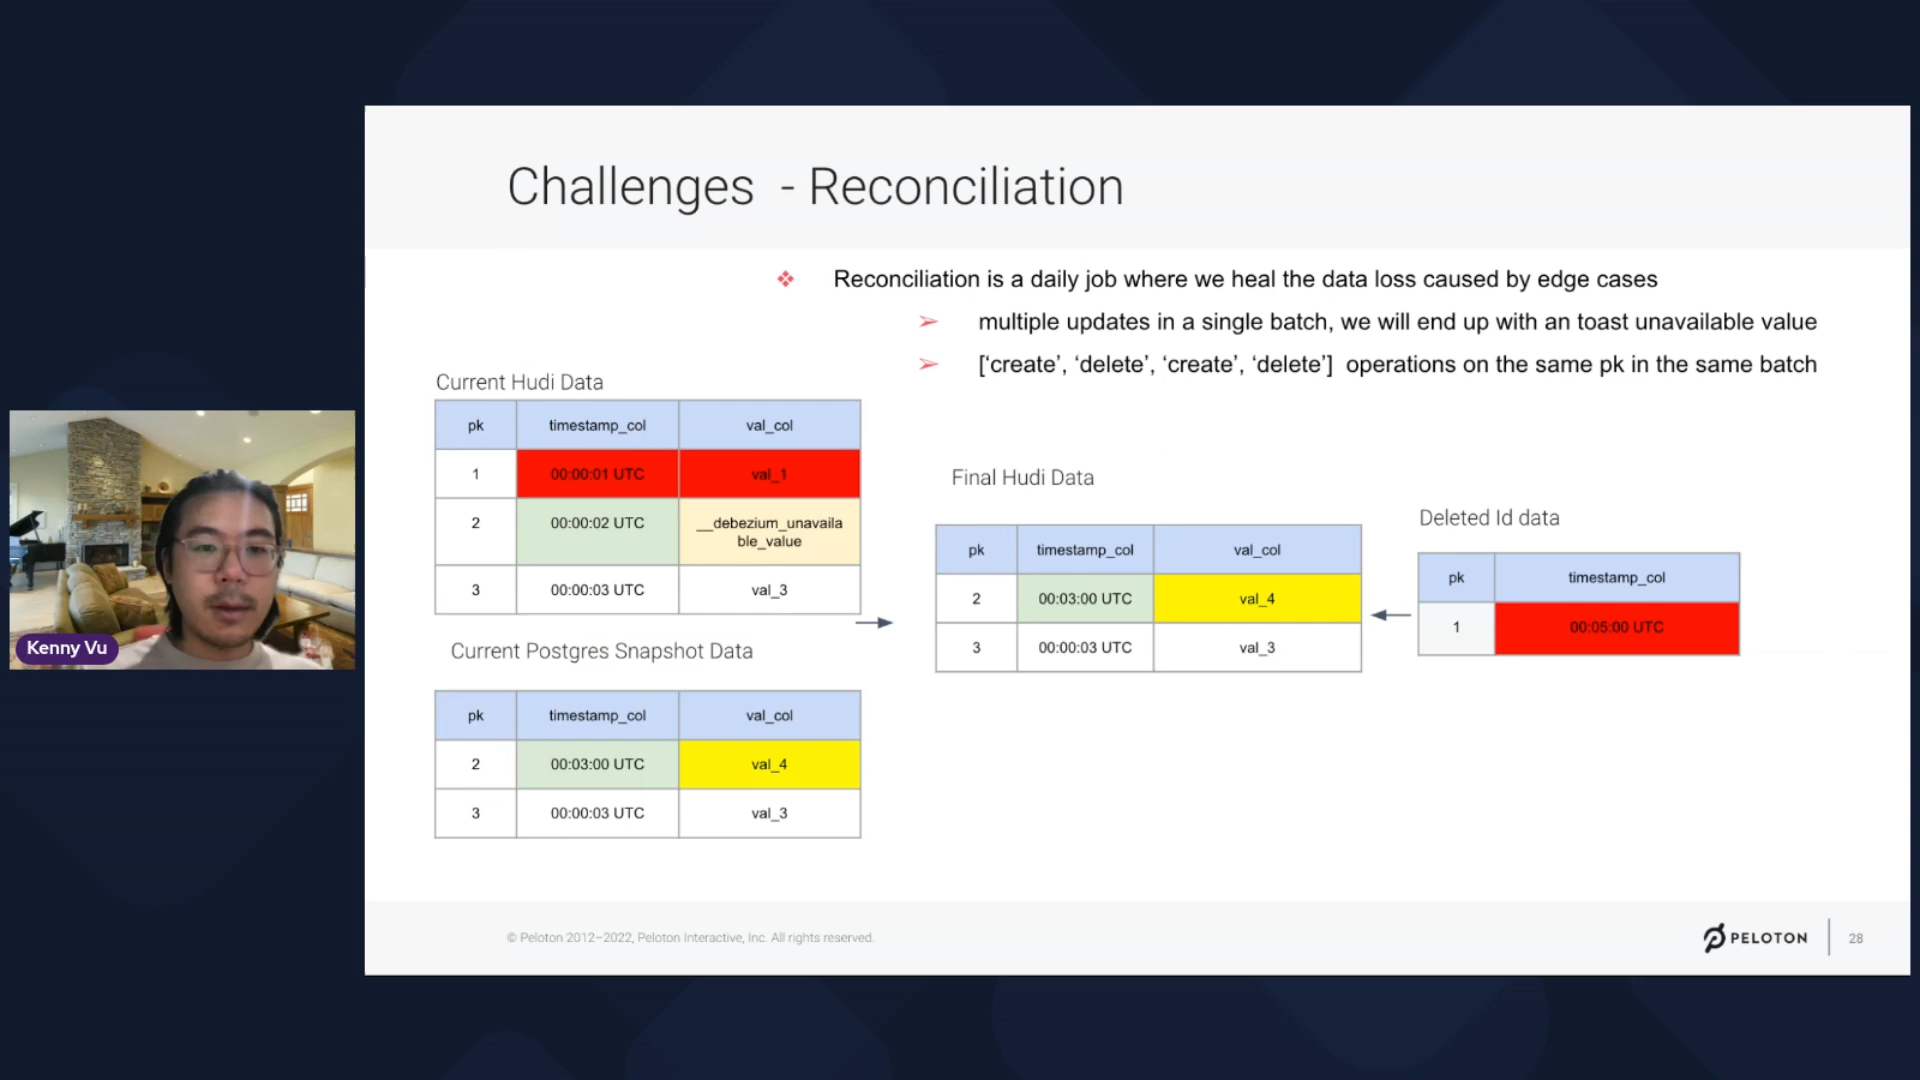 Challenges - Reconciliation
Reconciliation is a daily job where we heal the data loss caused by edge cases
multiple updates in a single batch, we will end up with an toast unavailable value
[‘create’, ‘delete’, ‘create’, ‘delete’] operations on the same pk in the same batch
Current Hudi Data
pk timestamp_col val_col
1 00:00:01 UTC val_1
2 00:00:02 UTC __debezium_unavaila
ble_value
3 00:00:03 UTC val_3
Current Postgres Snapshot Data
pk timestamp_col val_col
2 00:03:00 UTC val_4
3 00:00:03 UTC val_3
Final Hudi Data
pk timestamp_col val_col
2 00:03:00 UTC val_4
3 00:00:03 UTC val_3
Deleted Id data
pk timestamp_col
1 00:05:00 UTC
Kenny Vu
© Peloton 2012–2022, Peloton Interactive, Inc. All rights reserved.
PELOTON
28